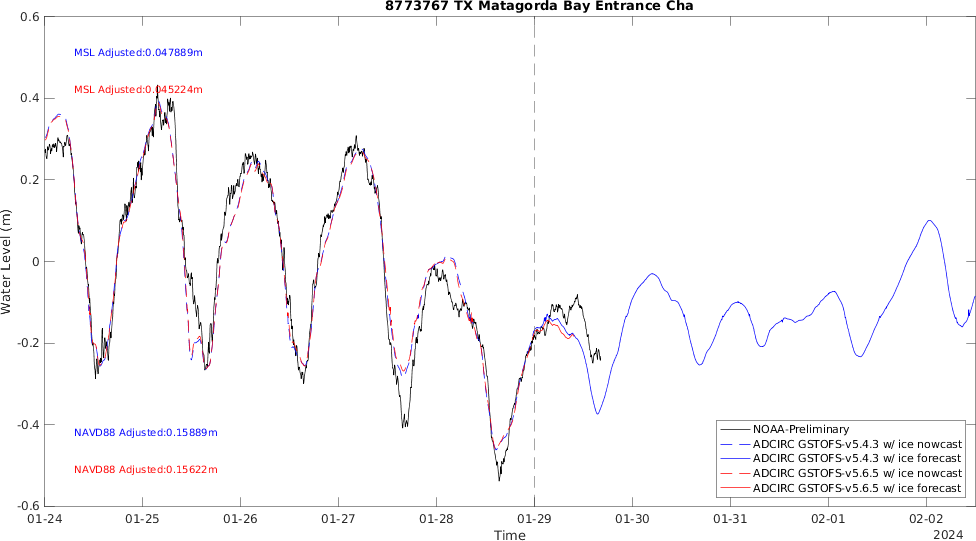 8773767 TX Matagorda Bay Entrance Cha
0.6
MSL Adjusted:0.047889m
0.4
MSL Adjusted:0.045224m
0.2
0
-0.2
-0.4
-0.6
Water Level (m)
NAVD88 Adjusted:0.15889m
NAVD88 Adjusted:0.15622m
NOAA-Preliminary
ADCIRC GSTOFS-v5.4.3 w/ ice nowcast
ADCIRC GSTOFS-v5.4.3 w/ ice forecast
ADCIRC GSTOFS-v5.6.5 w/ ice nowcast
ADCIRC GSTOFS-v5.6.5 w/ ice forecast
01-24 01-25 01-26 01-27 01-28 01-29 01-30 01-31 02-01 02-02
Time
2024